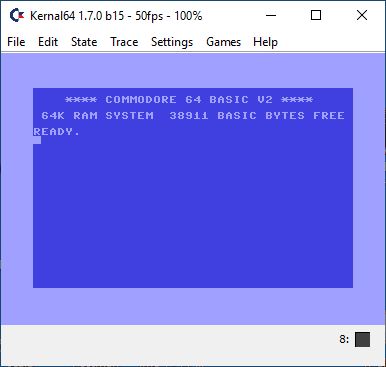 Kernal64 1.7.0 b15 - 50fps - 100%
File Edit State Trace Settings Games Help
**** COMMODORE 64 BASIC V2 ****
64K RAM SYSTEM 38911 BASIC BYTES FREE
READY.
8: